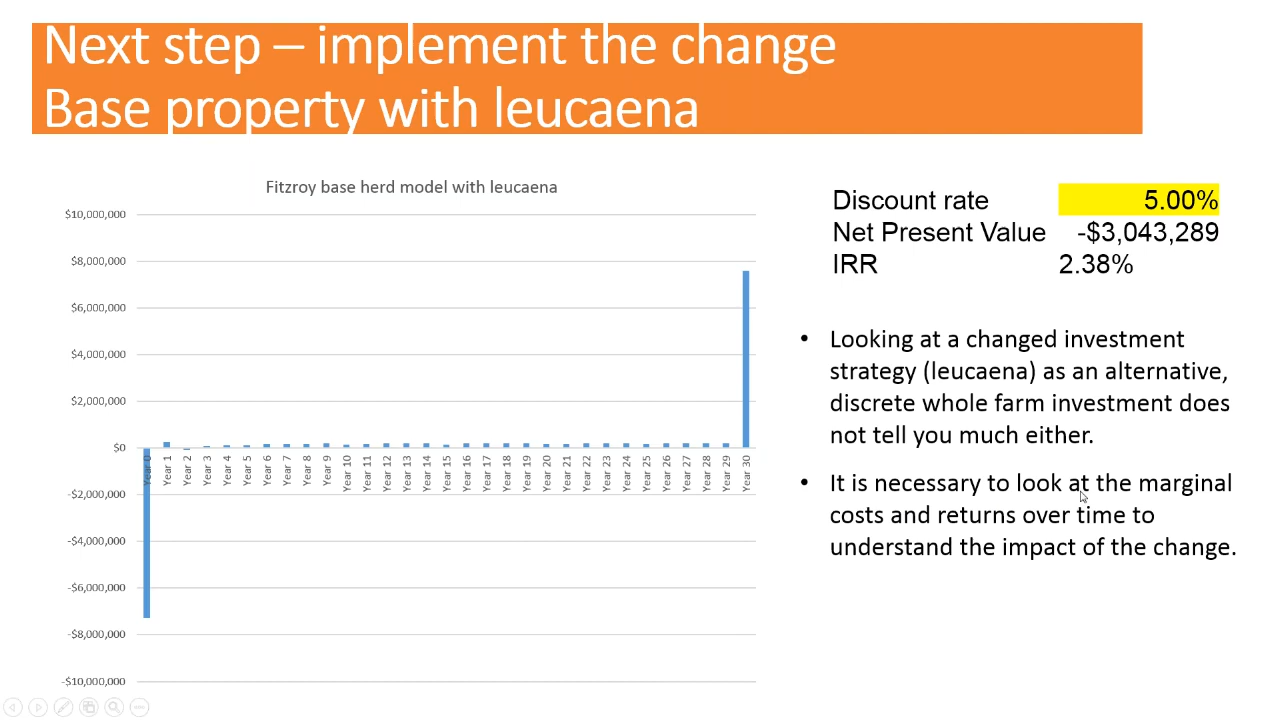 Next step – implement the change
Base property with leucaena
Fitzroy base herd model with leucaena
$10,000,000
$8,000,000
$6,000,000
$4,000,000
$2,000,000
$0
-$2,000,000
-$4,000,000
-$6,000,000
-$8,000,000
-$10,000,000
Year 0
Year 1
Year 2
Year 3
Year 4
Year 5
Year 6
Year 7
Year 8
Year 9
Year 10
Year 11
Year 12
Year 13
Year 14
Year 15
Year 16
Year 17
Year 18
Year 19
Year 20
Year 21
Year 22
Year 23
Year 24
Year 25
Year 26
Year 27
Year 28
Year 29
Year 30
Discount rate 5.00%
Net Present Value -$3,043,289
IRR 2.38%
• Looking at a changed investment
strategy (leucaena) as an alternative,
discrete whole farm investment does
not tell you much either.
• It is necessary to look at the marginal
costs and returns over time to
understand the impact of the change.